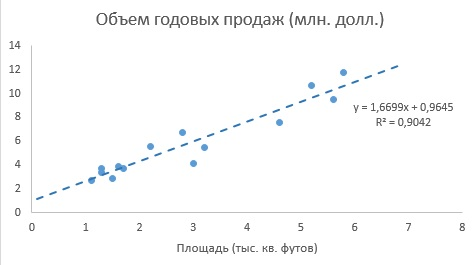 Объем годовых продаж (млн. долл.)
14
12
10
8
6
4
2
0
y = 1,6699x + 0,9645
R² = 0,9042
0 1 2 3 4 5 6 7 8
Площадь (тыс. кв. футов)